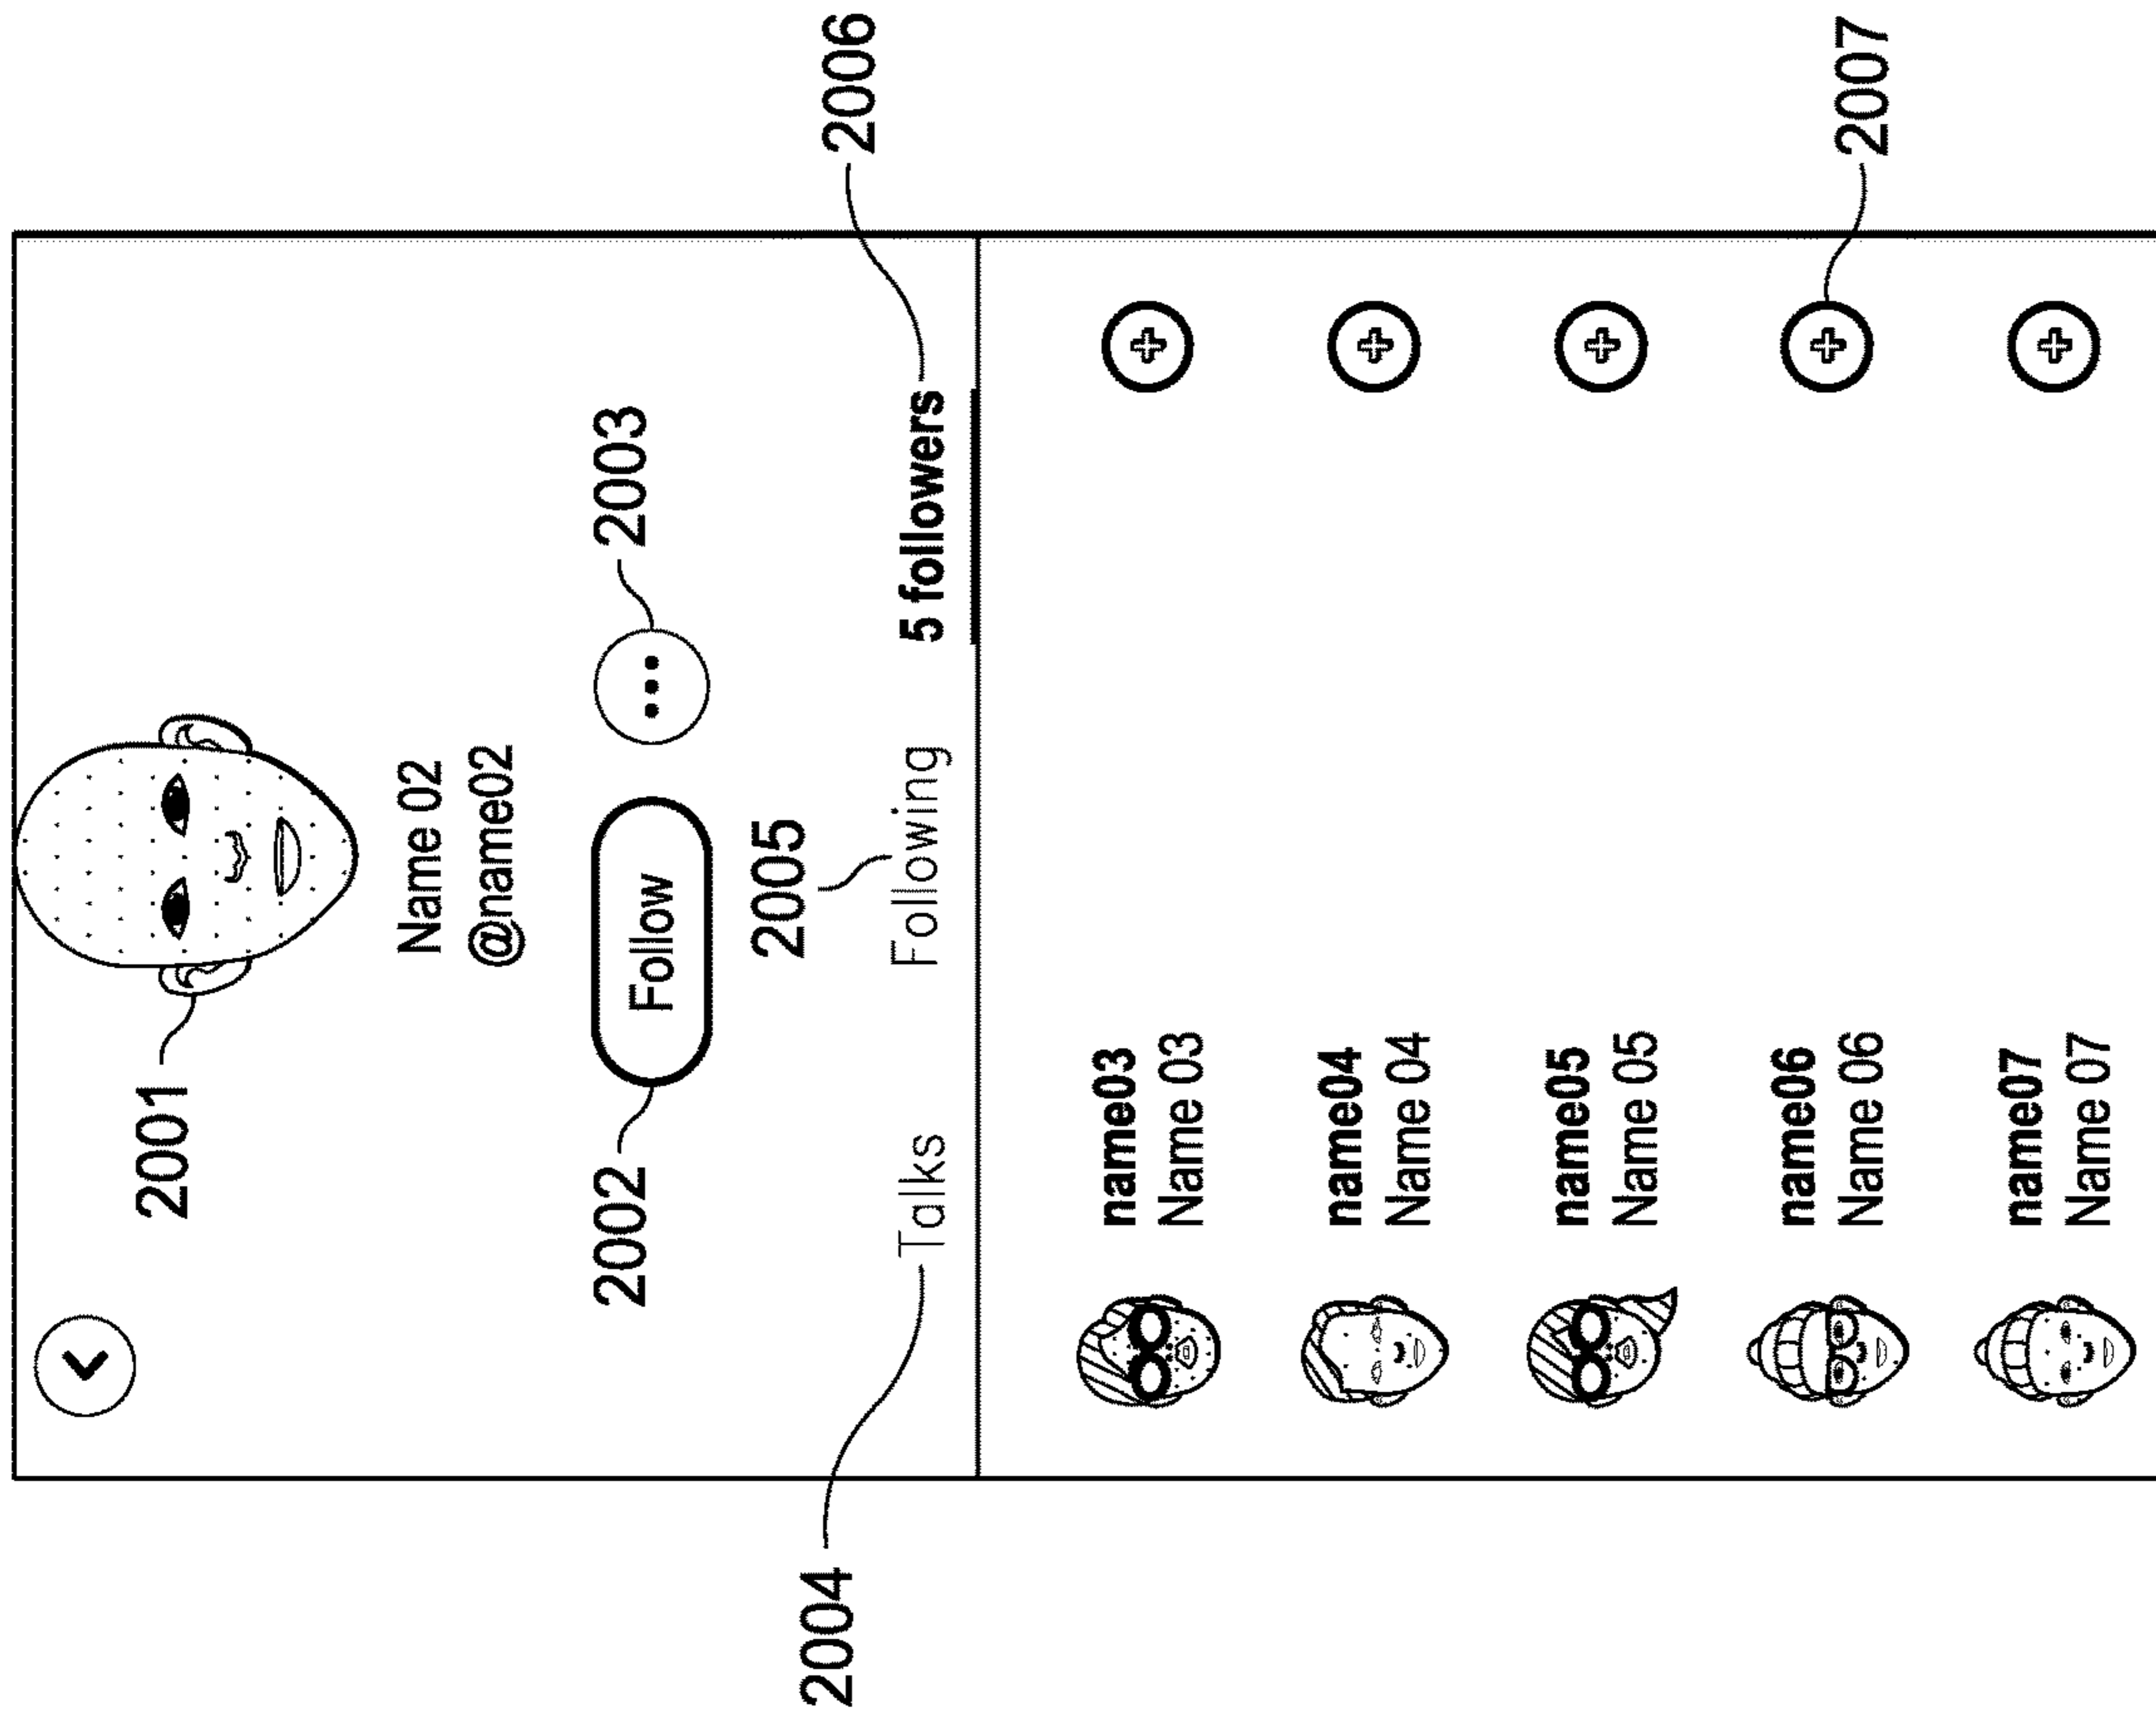 2001
Name 02
@name02
2002
2003
Follow
2005
2004
2006
Talks Following 5 followers
name03
Name 03
name04
Name 04
name05
Name 05
name06
Name 06
2007
name07
Name 07